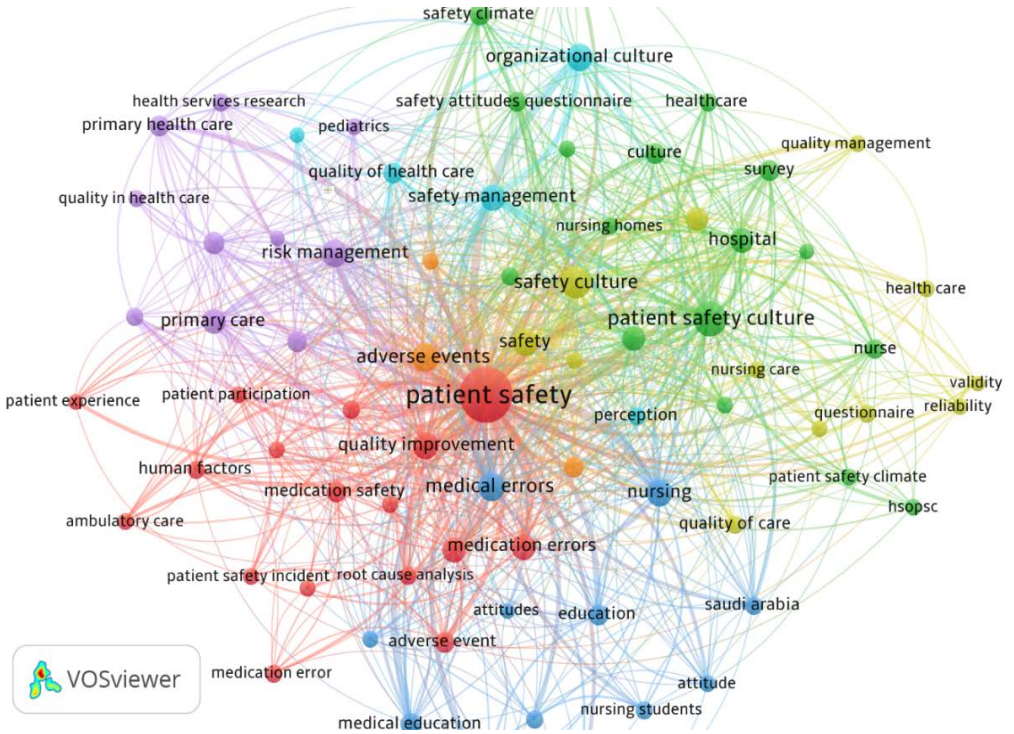 safety climate
organizational culture
health services research
safety attitudes questionnaire
healthcare
primary health care
pediatrics
quality management
culture
quality of health care
survey
safety management
quality in health care
nursing homes
hospital
risk management
safety culture
health care
patient safety culture
primary care
safety
nurse
adverse events
nursing care
validity
patient safety
patient participation
patient experience
reliability
perception
questionnaire
quality improvement
human factors
patient safety climate
medical errors
medication safety
nursing
hsopsc
ambulatory care
quality of care
medication errors
patient safety incident
root cause analysis
saudi arabia
attitudes
education
adverse event
medication error
VOSviewer
attitude
nursing students
medical education